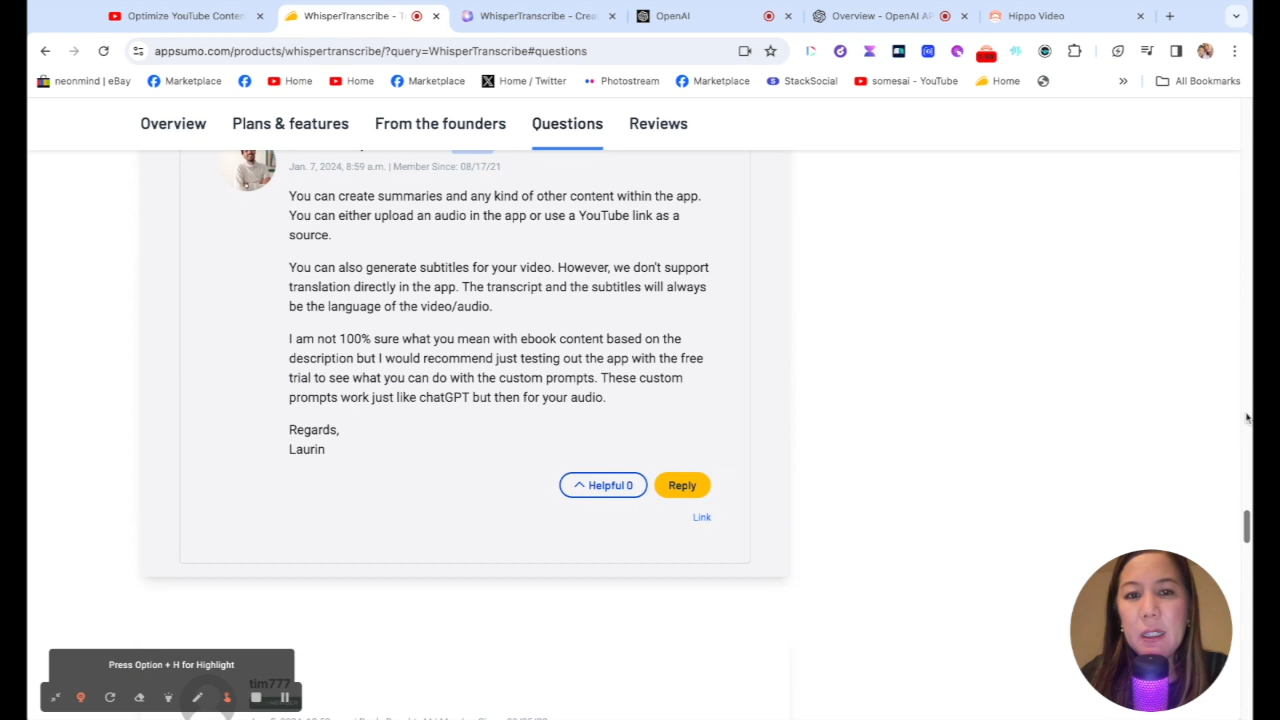 Optimize YouTube Conten
WhisperTranscribe - T
WhisperTranscribe - Crea
OpenAI
Overview - OpenAI AP
Hippo Video
appsumo.com/products/whispertranscribe/?query=WhisperTranscribe#questions
neonmind | eBay
Marketplace
Home
Home
Marketplace
Home / Twitter
Photostream
Marketplace
StackSocial
somesai - YouTube
Home
All Bookmarks
Overview
Plans & features
From the founders
Questions
Reviews
Jan. 7, 2024, 8:59 a.m. | Member Since: 08/17/21
You can create summaries and any kind of other content within the app.
You can either upload an audio in the app or use a YouTube link as a
source.
You can also generate subtitles for your video. However, we don't support
translation directly in the app. The transcript and the subtitles will always
be the language of the video/audio.
I am not 100% sure what you mean with ebook content based on the
description but I would recommend just testing out the app with the free
trial to see what you can do with the custom prompts. These custom
prompts work just like chatGPT but then for your audio.
Regards,
Laurin
Helpful 0
Reply
Link
Press Option + H for Highlight
tim777